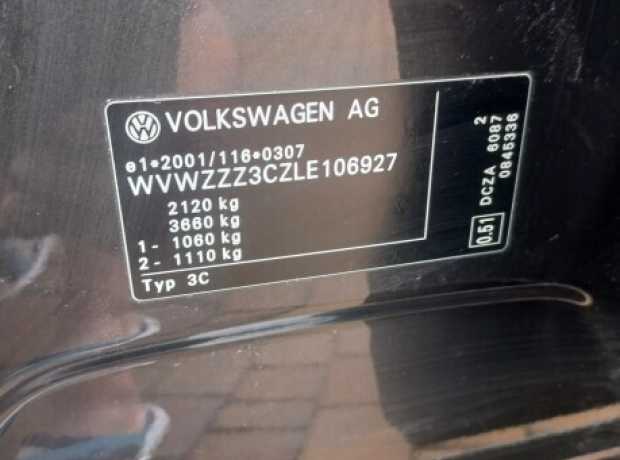 VOLKSWAGEN AG
e1*2001/116*0307
WVWZZZ3CZLE106927
2120 kg
3660 kg
1- 1060 kg
2- 1110 kg
Typ 3C
0.51
DCZA 6087 2
0845336